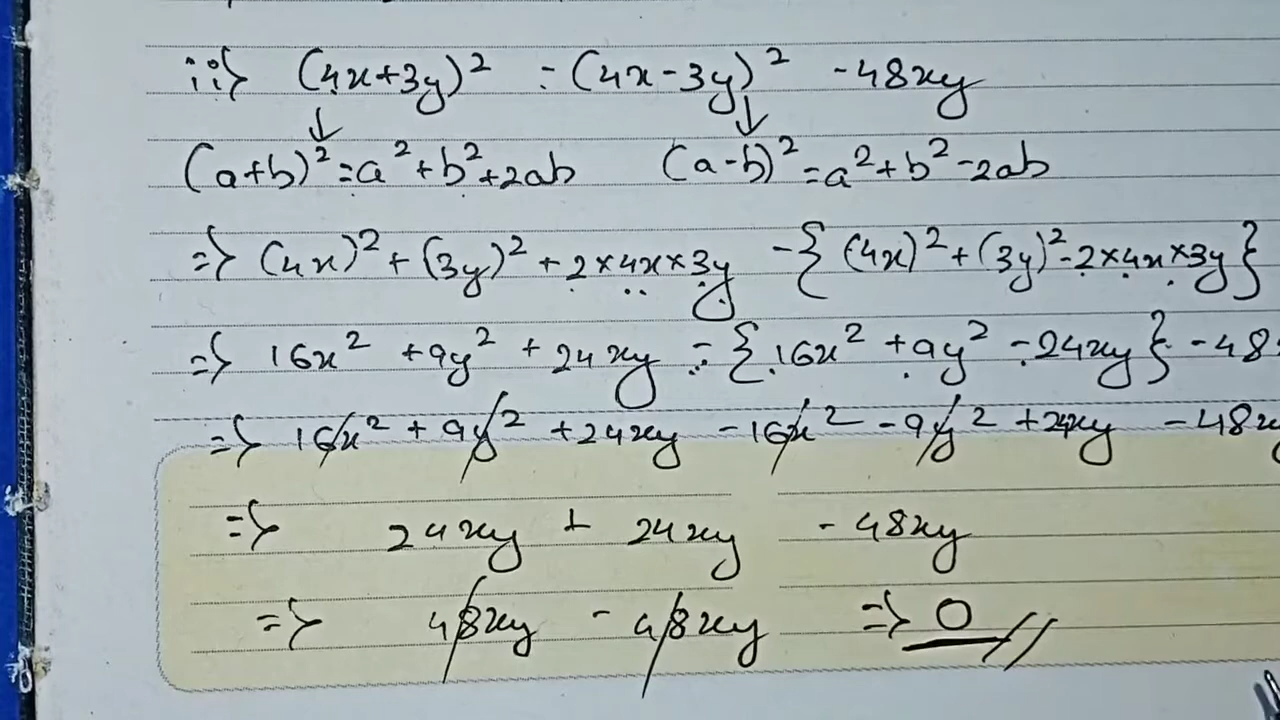 ii> (4x+3y)² - (4x-3y)² -48xy
(a+b)²=a²+b²+2ab (a-b)²=a²+b²-2ab
=> (4x)²+(3y)²+2×4x×3y -{(4x)²+(3y)²-2×4x×3y}
=> 16x² +9y² +24xy -{16x² +9y² -24xy} -48
=> 16x² +9y² +24xy -16x² -9y² +24xy -48xy
=> 24xy + 24xy -48xy
=> 48xy - 48xy => 0 //